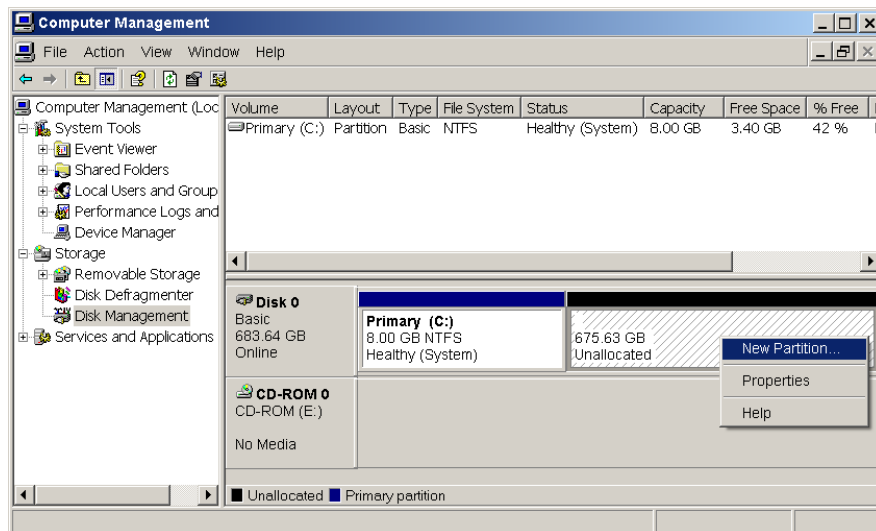 Computer Management
File Action View Window Help
Computer Management (Loc
System Tools
Event Viewer
Shared Folders
Local Users and Group
Performance Logs and
Device Manager
Storage
Removable Storage
Disk Defragmenter
Disk Management
Services and Applications
Volume Layout Type File System Status Capacity Free Space % Free
Primary (C:) Partition Basic NTFS Healthy (System) 8.00 GB 3.40 GB 42 %
Disk 0
Basic
683.64 GB
Online
Primary (C:)
8.00 GB NTFS
Healthy (System)
675.63 GB
Unallocated
New Partition...
Properties
Help
CD-ROM 0
CD-ROM (E:)
No Media
Unallocated Primary partition